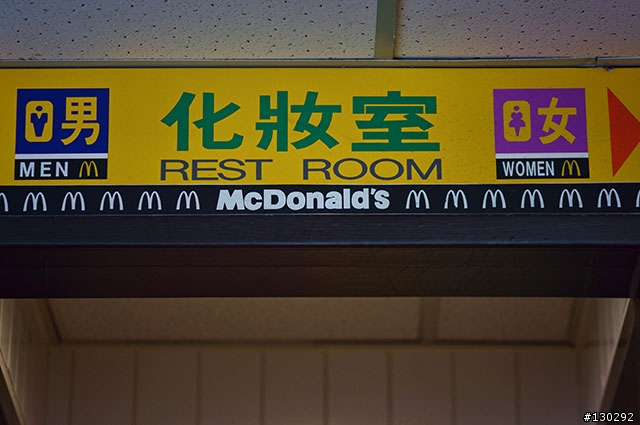 男
MEN
化妝室
REST ROOM
女
WOMEN
McDonald's
#130292